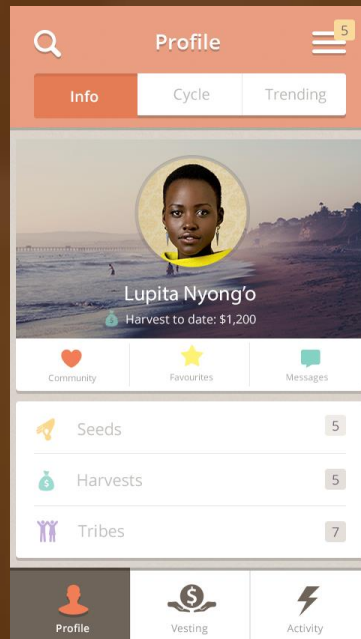 5
Profile
Info Cycle Trending
Lupita Nyong’o
$ Harvest to date: $1,200
Community Favourites Messages
Seeds 5
$ Harvests 5
Tribes 7
$
Profile Vesting Activity